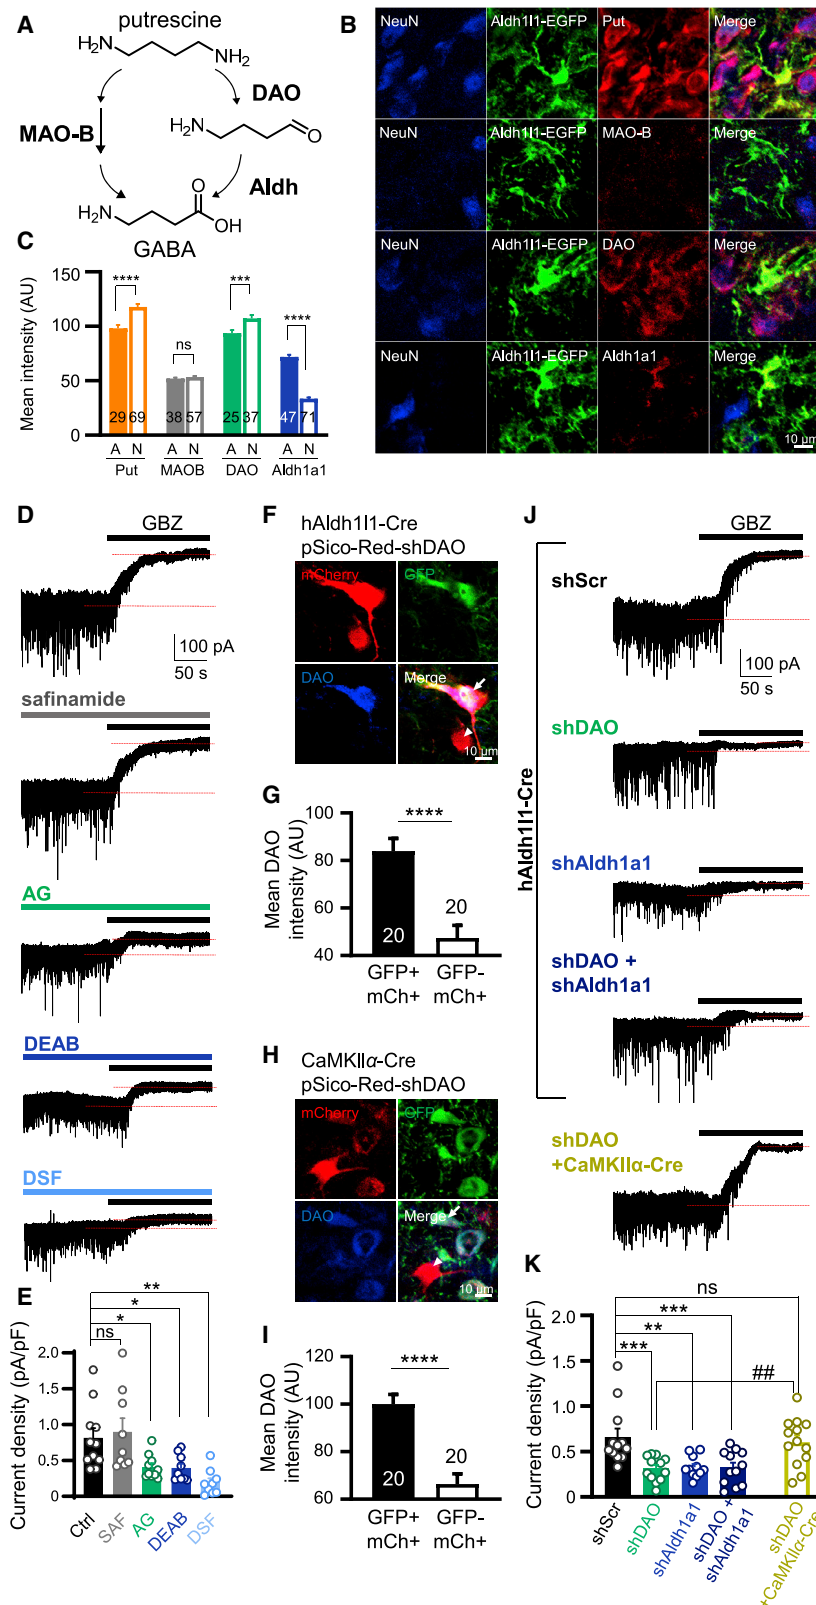 A
putrescine
H₂N
NH₂
DAO
MAO-B
H₂N
O
Aldh
H₂N
O
OH
GABA
B
NeuN Aldh1l1-EGFP Put Merge
NeuN Aldh1l1-EGFP MAO-B Merge
NeuN Aldh1l1-EGFP DAO Merge
NeuN Aldh1l1-EGFP Aldh1a1 Merge
10 μm
C
Mean intensity (AU)
150
100
50
0
**** ns *** ****
29 69 38 57 25 37 47 71
A N A N A N A N
Put MAOB DAO Aldh1a1
D
GBZ
100 pA
50 s
safinamide
AG
DEAB
DSF
E
Current density (pA/pF)
2.0
1.5
1.0
0.5
0.0
**
*
*
ns
Ctrl SAF AG DEAB DSF
F
hAldh1l1-Cre
pSico-Red-shDAO
mCherry GFP
DAO Merge
10 μm
G
Mean DAO
intensity (AU)
100
80
60
40
****
20 20
GFP+ GFP-
mCh+ mCh+
H
CaMKIIα-Cre
pSico-Red-shDAO
mCherry GFP
DAO Merge
10 μm
I
Mean DAO
intensity (AU)
120
100
80
60
****
20 20
GFP+ GFP-
mCh+ mCh+
J
GBZ
hAldh1l1-Cre
shScr
100 pA
50 s
shDAO
shAldh1a1
shDAO +
shAldh1a1
shDAO
+CaMKIIα-Cre
K
Current density (pA/pF)
2.0
1.5
1.0
0.5
0.0
ns
***
**
***
##
shScr
shDAO
shAldh1a1
shDAO +
shAldh1a1
shDAO
+CaMKIIα-Cre